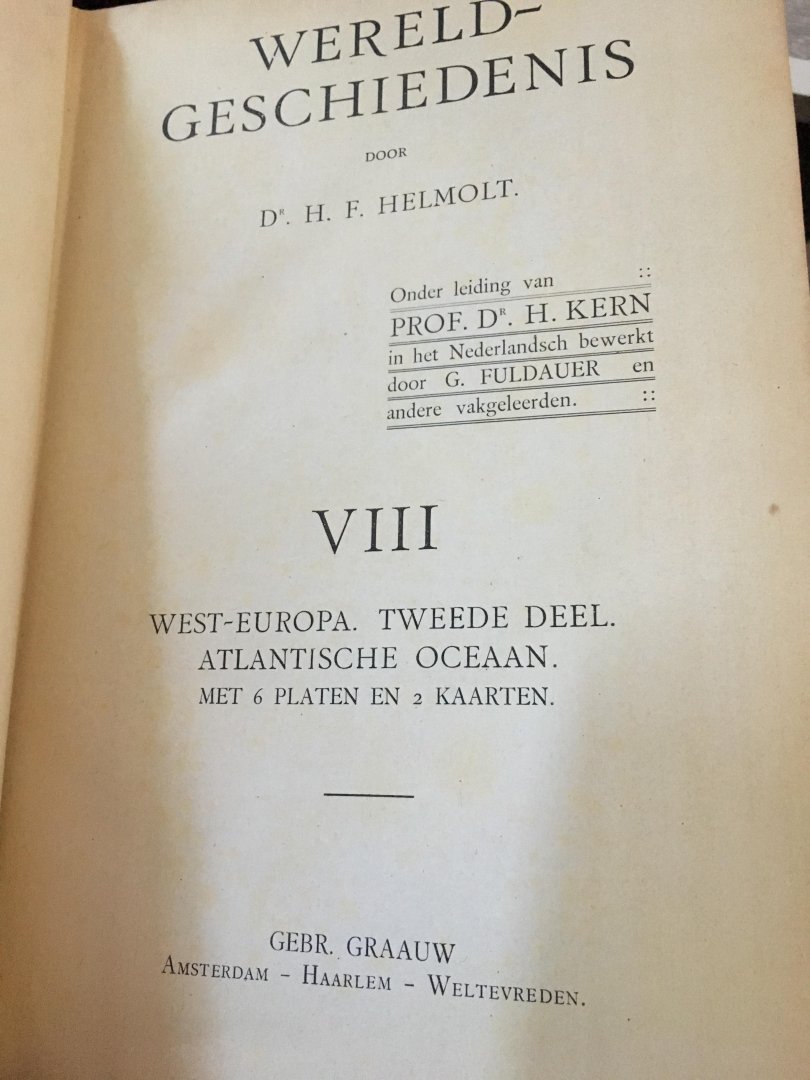 WERELD-
GESCHIEDENIS
DOOR
DR. H. F. HELMOLT.
Onder leiding van ::
PROF. DR. H. KERN
in het Nederlandsch bewerkt
door G. FULDAUER en
andere vakgeleerden. ::
VIII
WEST-EUROPA. TWEEDE DEEL.
ATLANTISCHE OCEAAN.
MET 6 PLATEN EN 2 KAARTEN.
GEBR. GRAAUW
AMSTERDAM - HAARLEM - WELTEVREDEN.